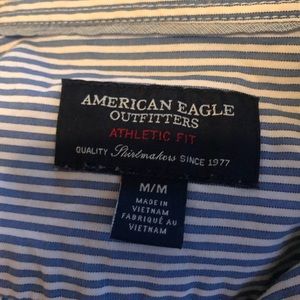 AMERICAN EAGLE
OUTFITTERS
ATHLETIC FIT
QUALITY Shirtmakers SINCE 1977
M/M
MADE IN
VIETNAM
FABRIQUÉ AU
VIETNAM